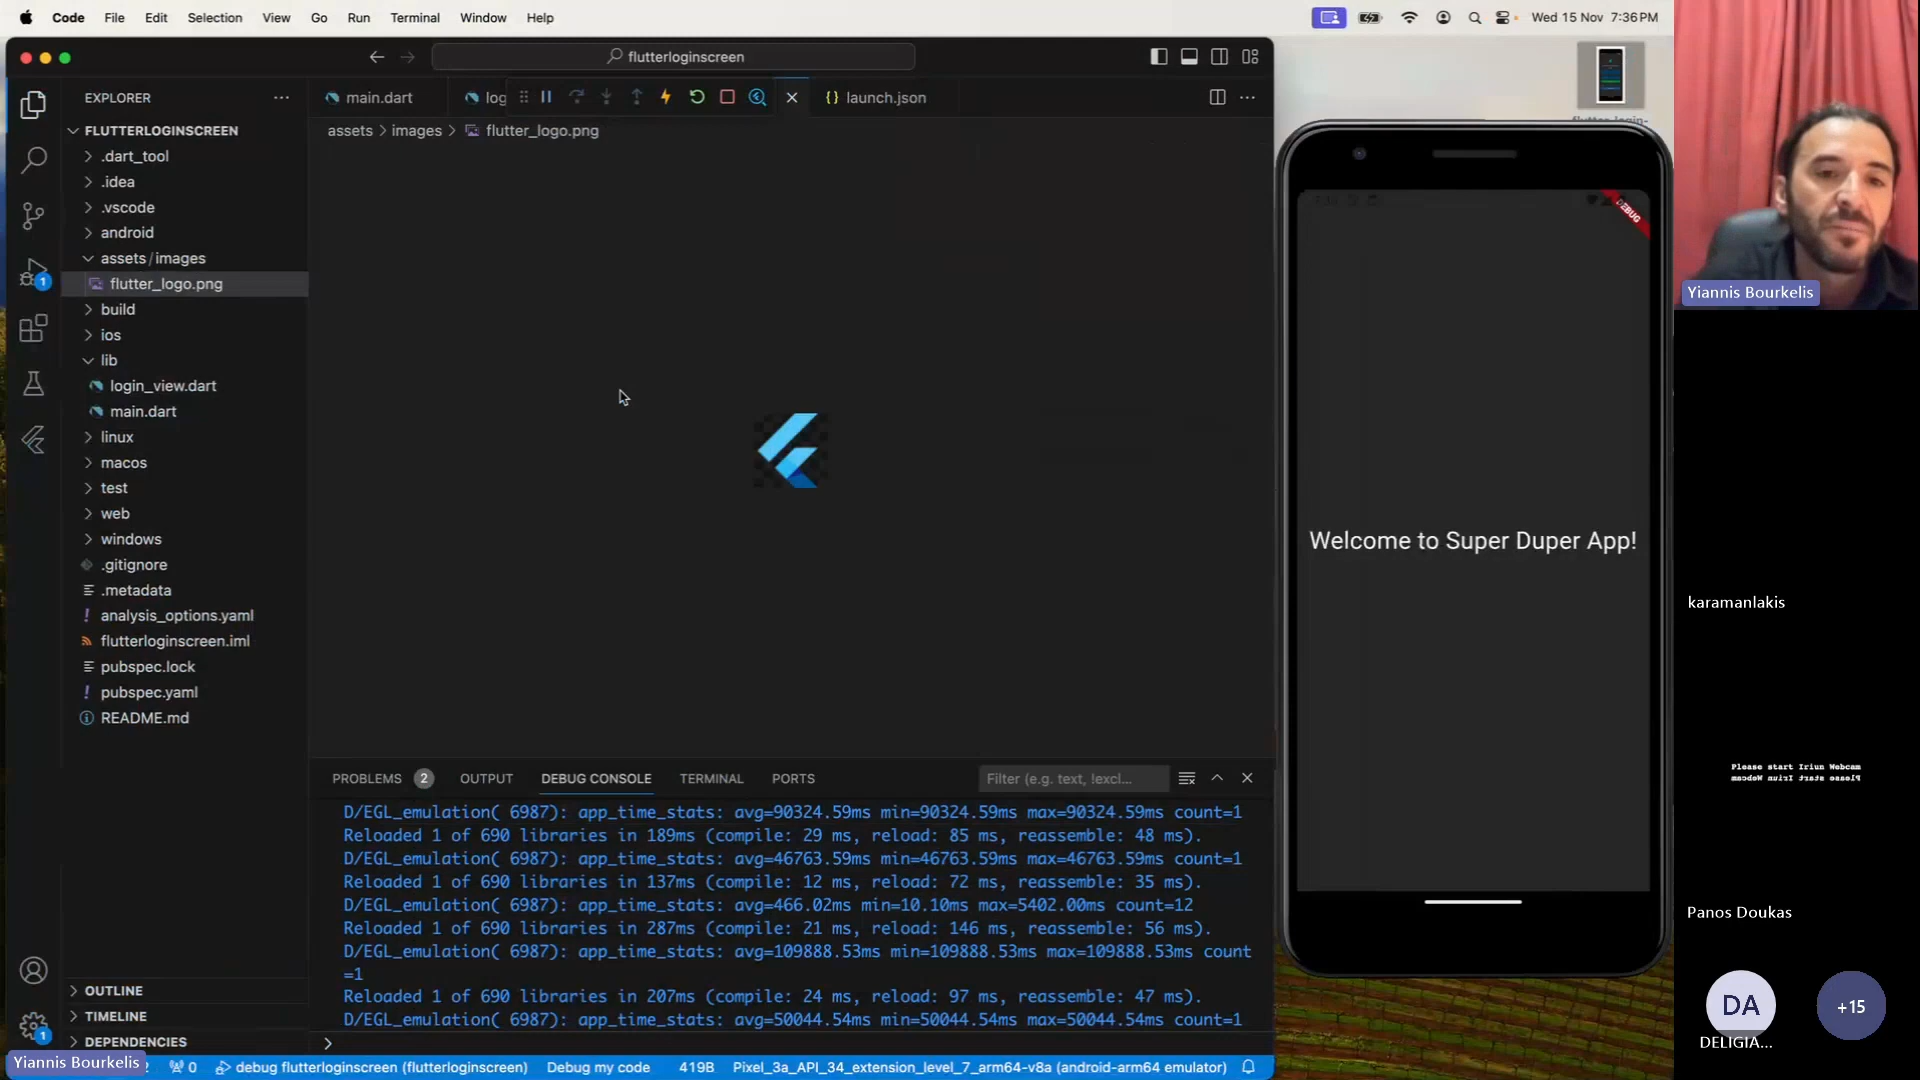 Code File Edit Selection View Go Run Terminal Window Help
Wed 15 Nov 7:36 PM
flutterloginscreen
EXPLORER
main.dart
log
launch.json
assets > images > flutter_logo.png
FLUTTERLOGINSCREEN
.dart_tool
.idea
.vscode
android
assets/images
flutter_logo.png
build
ios
lib
login_view.dart
main.dart
linux
macos
test
web
windows
.gitignore
.metadata
analysis_options.yaml
flutterloginscreen.iml
pubspec.lock
pubspec.yaml
README.md
OUTLINE
TIMELINE
DEPENDENCIES
PROBLEMS 2 OUTPUT DEBUG CONSOLE TERMINAL PORTS
Filter (e.g. text, !excl...
D/EGL_emulation( 6987): app_time_stats: avg=90324.59ms min=90324.59ms max=90324.59ms count=1
Reloaded 1 of 690 libraries in 189ms (compile: 29 ms, reload: 85 ms, reassemble: 48 ms).
D/EGL_emulation( 6987): app_time_stats: avg=46763.59ms min=46763.59ms max=46763.59ms count=1
Reloaded 1 of 690 libraries in 137ms (compile: 12 ms, reload: 72 ms, reassemble: 35 ms).
D/EGL_emulation( 6987): app_time_stats: avg=466.02ms min=10.10ms max=5402.00ms count=12
Reloaded 1 of 690 libraries in 287ms (compile: 21 ms, reload: 146 ms, reassemble: 56 ms).
D/EGL_emulation( 6987): app_time_stats: avg=109888.53ms min=109888.53ms max=109888.53ms count
=1
Reloaded 1 of 690 libraries in 207ms (compile: 24 ms, reload: 97 ms, reassemble: 47 ms).
D/EGL_emulation( 6987): app_time_stats: avg=50044.54ms min=50044.54ms max=50044.54ms count=1
1
1
Yiannis Bourkelis
0 debug flutterloginscreen (flutterloginscreen) Debug my code 419B Pixel_3a_API_34_extension_level_7_arm64-v8a (android-arm64 emulator)
DEBUG
Welcome to Super Duper App!
Yiannis Bourkelis
karamanlakis
Please start Iriun Webcam
Please start Iriun Webcam
Panos Doukas
DA
DELIGIA...
+15